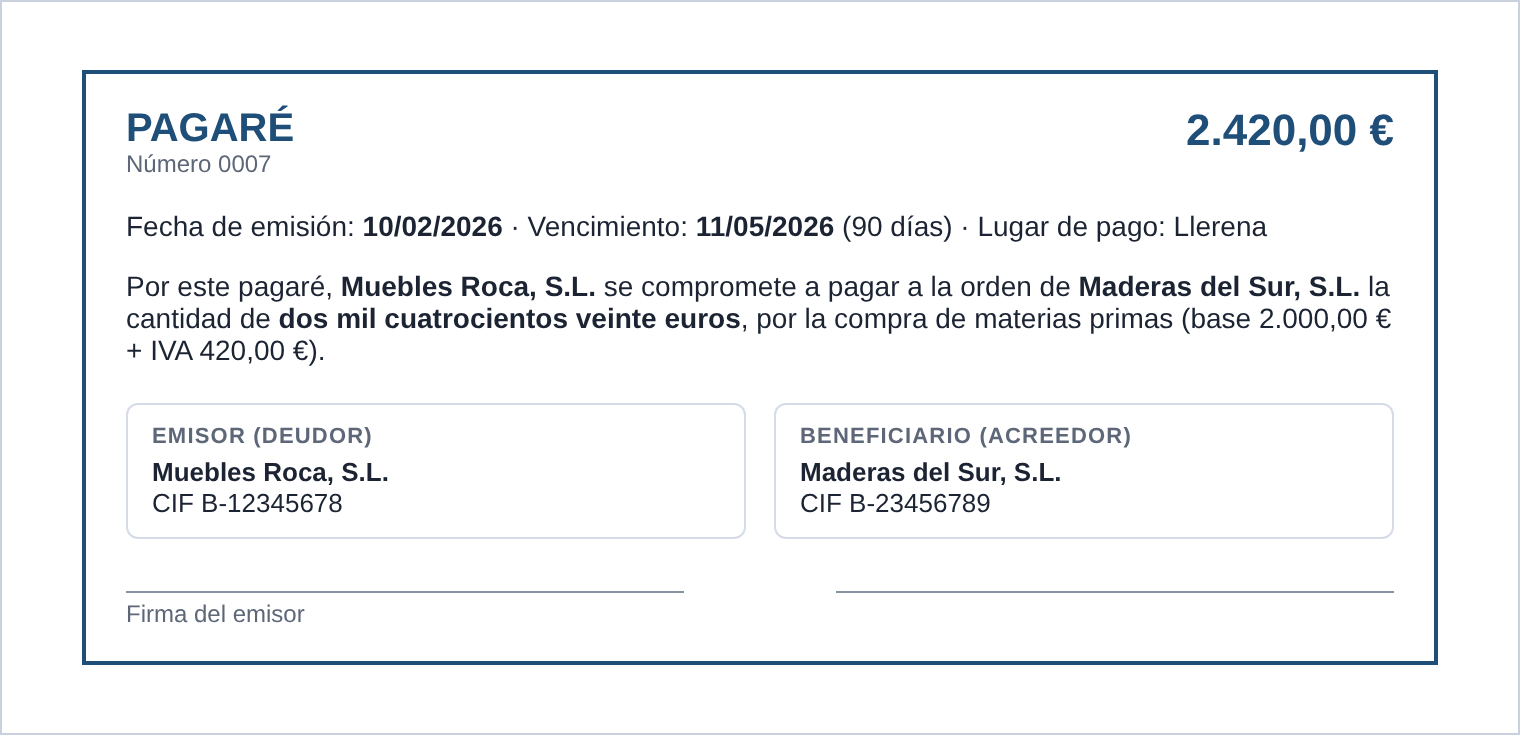 PAGARÉ
2.420,00 €
Número 0007
Fecha de emisión: 10/02/2026 · Vencimiento: 11/05/2026 (90 días) · Lugar de pago: Llerena
Por este pagaré, Muebles Roca, S.L. se compromete a pagar a la orden de Maderas del Sur, S.L. la
cantidad de dos mil cuatrocientos veinte euros, por la compra de materias primas (base 2.000,00 €
+ IVA 420,00 €).
EMISOR (DEUDOR)
Muebles Roca, S.L.
CIF B-12345678
BENEFICIARIO (ACREEDOR)
Maderas del Sur, S.L.
CIF B-23456789
Firma del emisor